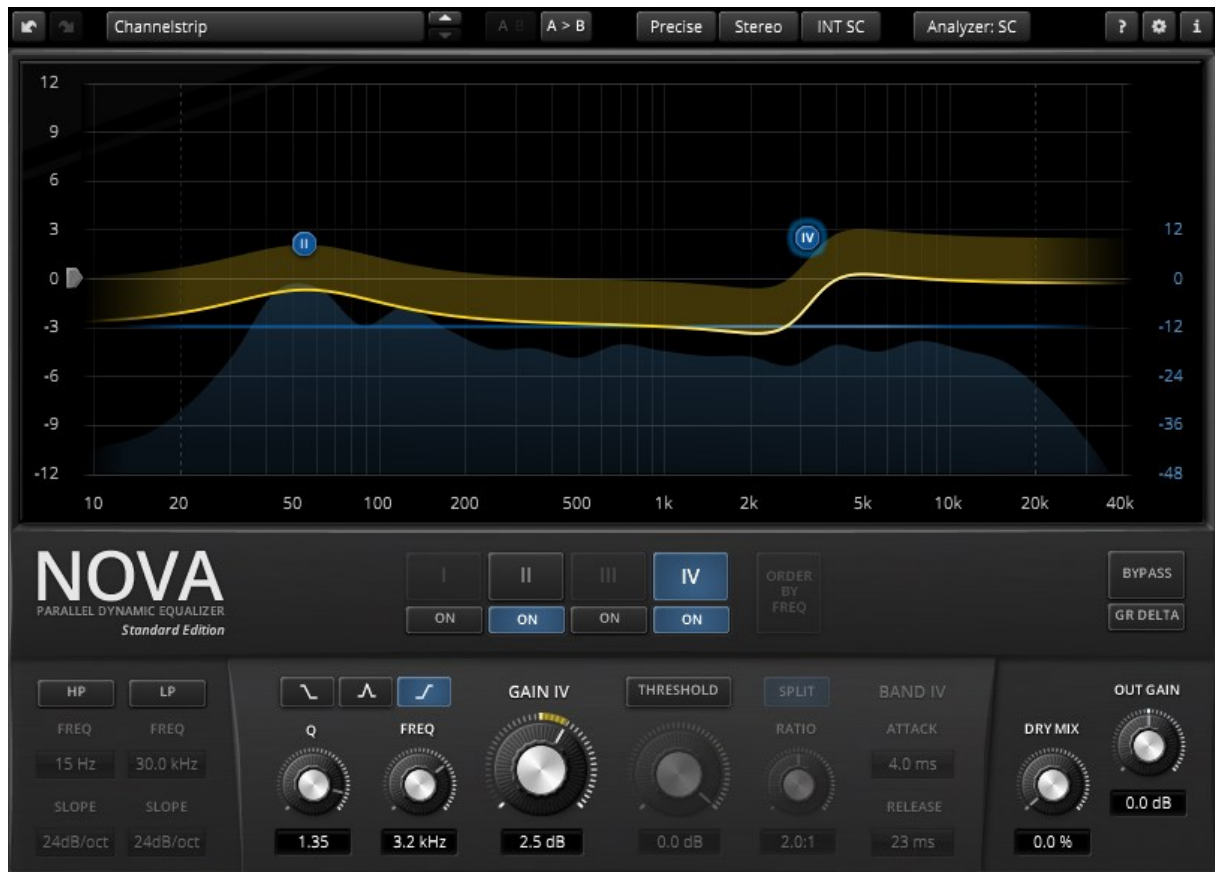 Channelstrip
A B
A > B
Precise
Stereo
INT SC
Analyzer: SC
?
i
12
9
6
3
0
-3
-6
-9
-12
II
IV
12
0
-12
-24
-36
-48
10 20 50 100 200 500 1k 2k 5k 10k 20k 40k
NOVA
PARALLEL DYNAMIC EQUALIZER
Standard Edition
I II III IV
ON ON ON ON
ORDER
BY
FREQ
BYPASS
GR DELTA
HP LP
FREQ FREQ
15 Hz 30.0 kHz
SLOPE SLOPE
24dB/oct 24dB/oct
Q
1.35
FREQ
3.2 kHz
GAIN IV
2.5 dB
THRESHOLD
0.0 dB
SPLIT
RATIO
2.0:1
BAND IV
ATTACK
4.0 ms
RELEASE
23 ms
DRY MIX
0.0 %
OUT GAIN
0.0 dB